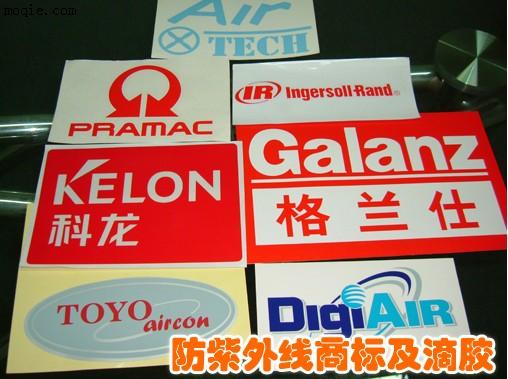 moqie.com
Air
TECH
PRAMAC
IR Ingersoll-Rand®
Galanz
格兰仕
KELON
科龙
TOYO
aircon
DigiAIR
防紫外线商标及滴胶